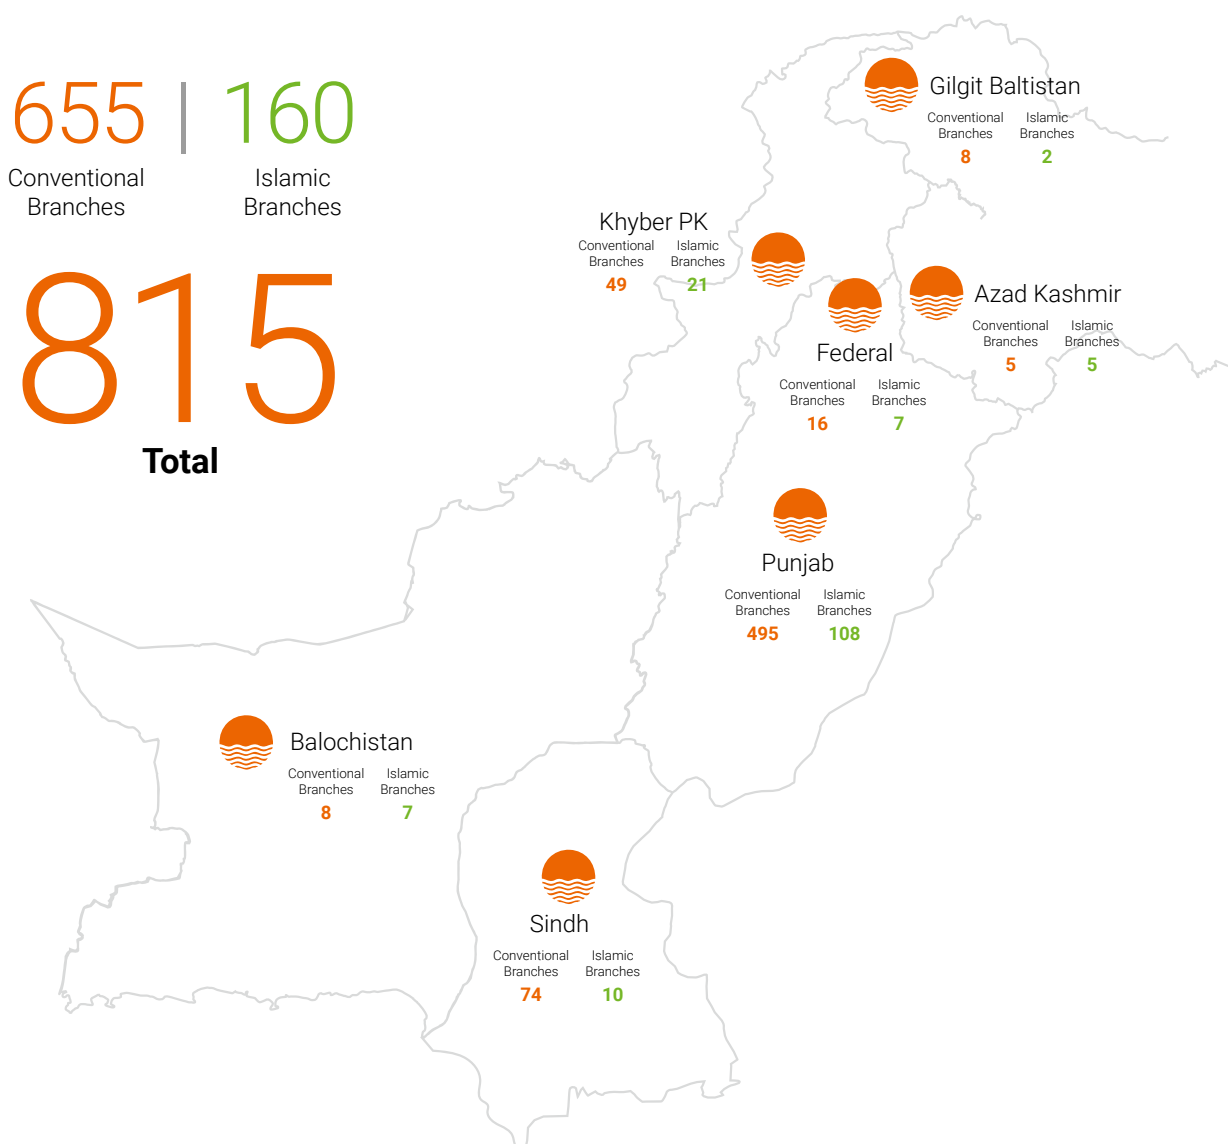 655 | 160
Conventional Branches
Islamic Branches
815
Total
Gilgit Baltistan
Conventional Branches
Islamic Branches
8
2
Khyber PK
Conventional Branches
Islamic Branches
49
21
Azad Kashmir
Conventional Branches
Islamic Branches
5
5
Federal
Conventional Branches
Islamic Branches
16
7
Punjab
Conventional Branches
Islamic Branches
495
108
Balochistan
Conventional Branches
Islamic Branches
8
7
Sindh
Conventional Branches
Islamic Branches
74
10